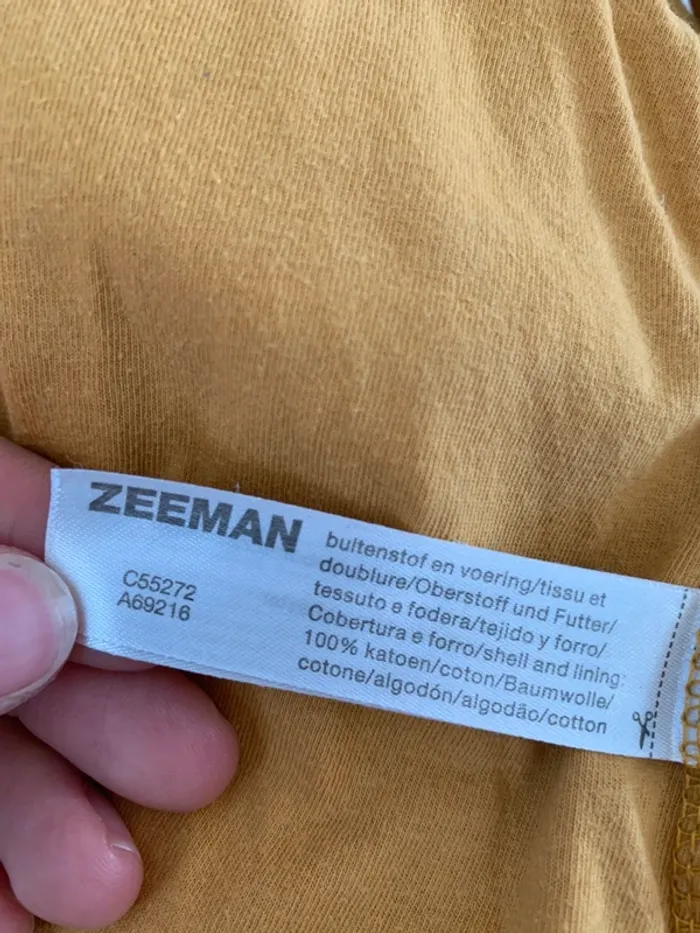 ZEEMAN
C55272
A69216
buitenstof en voering/tissu et
doublure/Oberstoff und Futter/
tessuto e fodera/tejido y forro/
Cobertura e forro/shell and lining:
100% katoen/coton/Baumwolle/
cotone/algodón/algodão/cotton